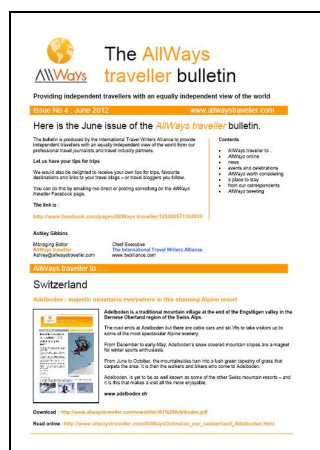 The AllWays
traveller bulletin
AllWays
Providing independent travellers with an equally independent view of the world
Issue No 4 : June 2012 www.allwaystraveller.com
Here is the June issue of the AllWays traveller bulletin.
The bulletin is produced by the International Travel Writers Alliance to provide
independent travellers with an equally independent view of the world from our
professional travel journalists and travel industry partners.
Let us have your tips for trips
We would also be delighted to receive your own tips for trips, favourite
destinations and links to your travel blogs – or travel bloggers you follow.
You can do this by emailing me direct or posting something on the AllWays
traveller Facebook page.
The link is :
Contents
AllWays traveller to ...
AllWays online
news
events and celebrations
AllWays worth considering
a place to stay
from our correspondents
AllWays tweeting
Ashley Gibbins
Managing Editor Chief Executive
AllWays traveller The International Travel Writers Alliance
Ashley@allwaystraveller.com www.itwalliance.com
AllWays traveller to ....
Switzerland
Adelboden : majestic mountains everywhere in this stunning Alpine resort
Adelboden is a traditional mountain village at the end of the Engstligen valley in the
Bernese Oberland region of the Swiss Alps.
The road ends at Adelboden but there are cable cars and ski lifts to take visitors up to
some of the most spectacular Alpine scenery.
From December to early-May, Adelboden's snow covered mountain slopes are a magnet
for winter sports enthusiasts.
From June to October, the mountainsides turn into a lush green tapestry of grass that
carpets the area. It is then the walkers and bikers who come to Adelboden.
Adelboden, is yet to be as well known as some of the other Swiss mountain resorts – and
it is this that makes a visit all the more enjoyable.
www.adelboden.ch
Download :
Read online :